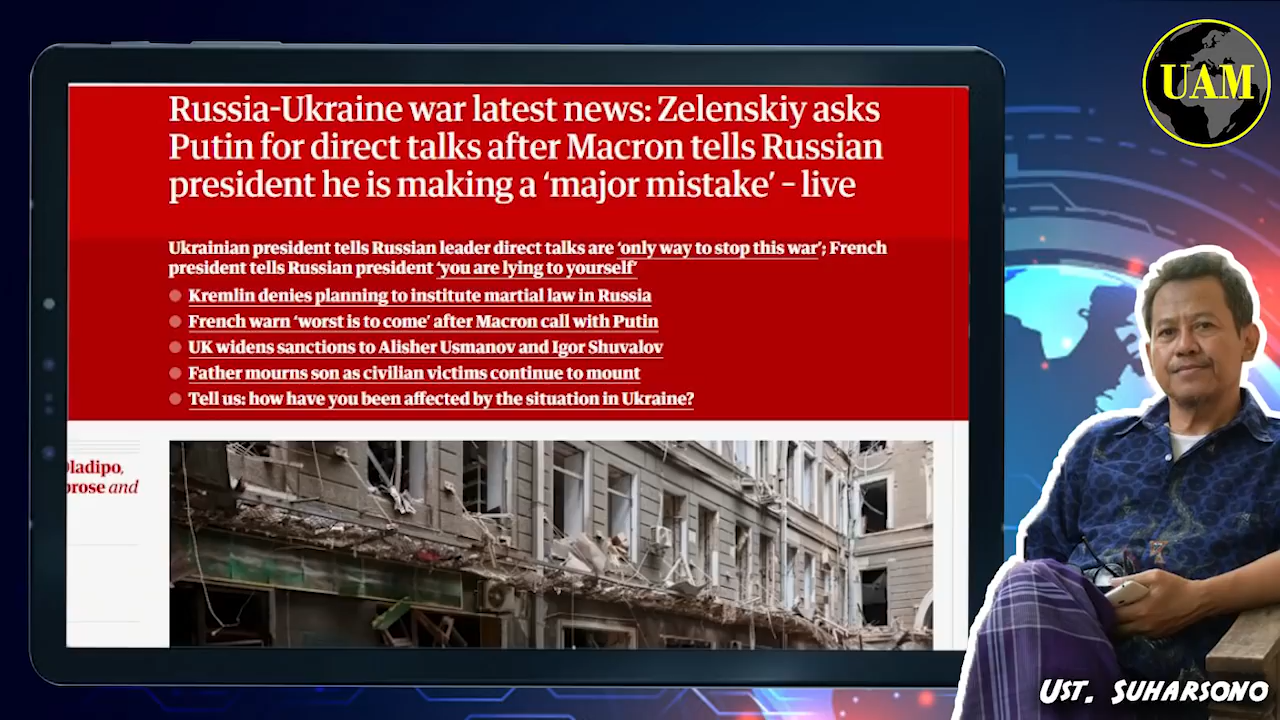 Russia-Ukraine war latest news: Zelenskiy asks
Putin for direct talks after Macron tells Russian
president he is making a ‘major mistake’ – live
Ukrainian president tells Russian leader direct talks are ‘only way to stop this war’; French
president tells Russian president ‘you are lying to yourself’
Kremlin denies planning to institute martial law in Russia
French warn ‘worst is to come’ after Macron call with Putin
UK widens sanctions to Alisher Usmanov and Igor Shuvalov
Father mourns son as civilian victims continue to mount
Tell us: how have you been affected by the situation in Ukraine?
ladipo,
brose and
UAM
UST. SUHARSONO